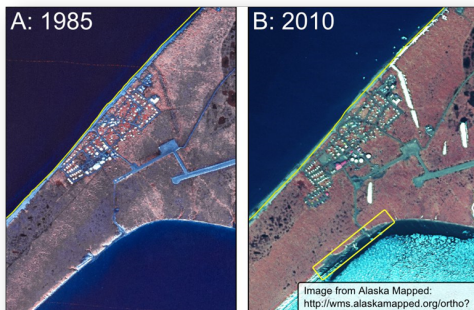 A: 1985
B: 2010
Image from Alaska Mapped:
http://wms.alaskamapped.org/ortho?